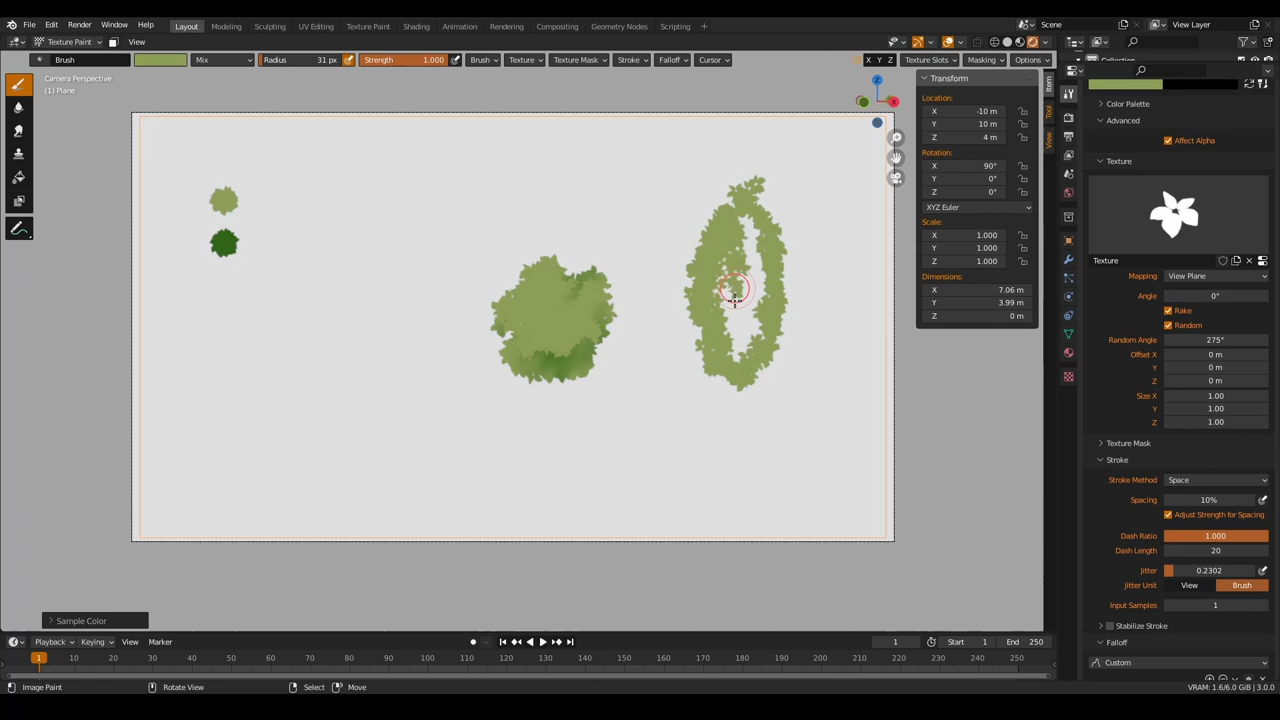 File Edit Render Window Help Layout Modeling Sculpting UV Editing Texture Paint Shading Animation Rendering Compositing Geometry Nodes Scripting + Scene View Layer
Texture Paint View
Brush Mix Radius 31 px Strength 1.000 Brush Texture Texture Mask Stroke Falloff Cursor X Y Z Texture Slots Masking Options
Camera Perspective
(1) Plane
Z
X
Transform
Location:
X -10 m
Y 10 m
Z 4 m
Rotation:
X 90°
Y 0°
Z 0°
XYZ Euler
Scale:
X 1.000
Y 1.000
Z 1.000
Dimensions:
X 7.06 m
Y 3.99 m
Z 0 m
Item
Tool
View
Color Palette
Advanced
Affect Alpha
Texture
Texture
Mapping View Plane
Angle 0°
Rake
Random
Random Angle 275°
Offset X 0 m
Y 0 m
Z 0 m
Size X 1.00
Y 1.00
Z 1.00
Texture Mask
Stroke
Stroke Method Space
Spacing 10%
Adjust Strength for Spacing
Dash Ratio 1.000
Dash Length 20
Jitter 0.2302
Jitter Unit View Brush
Input Samples 1
Stabilize Stroke
Falloff
Custom
Sample Color
Playback Keying View Marker 1 Start 1 End 250
1 10 20 30 40 50 60 70 80 90 100 110 120 130 140 150 160 170 180 190 200 210 220 230 240 250
Image Paint Rotate View Select Move VRAM: 1.6/6.0 GiB | 3.0.0